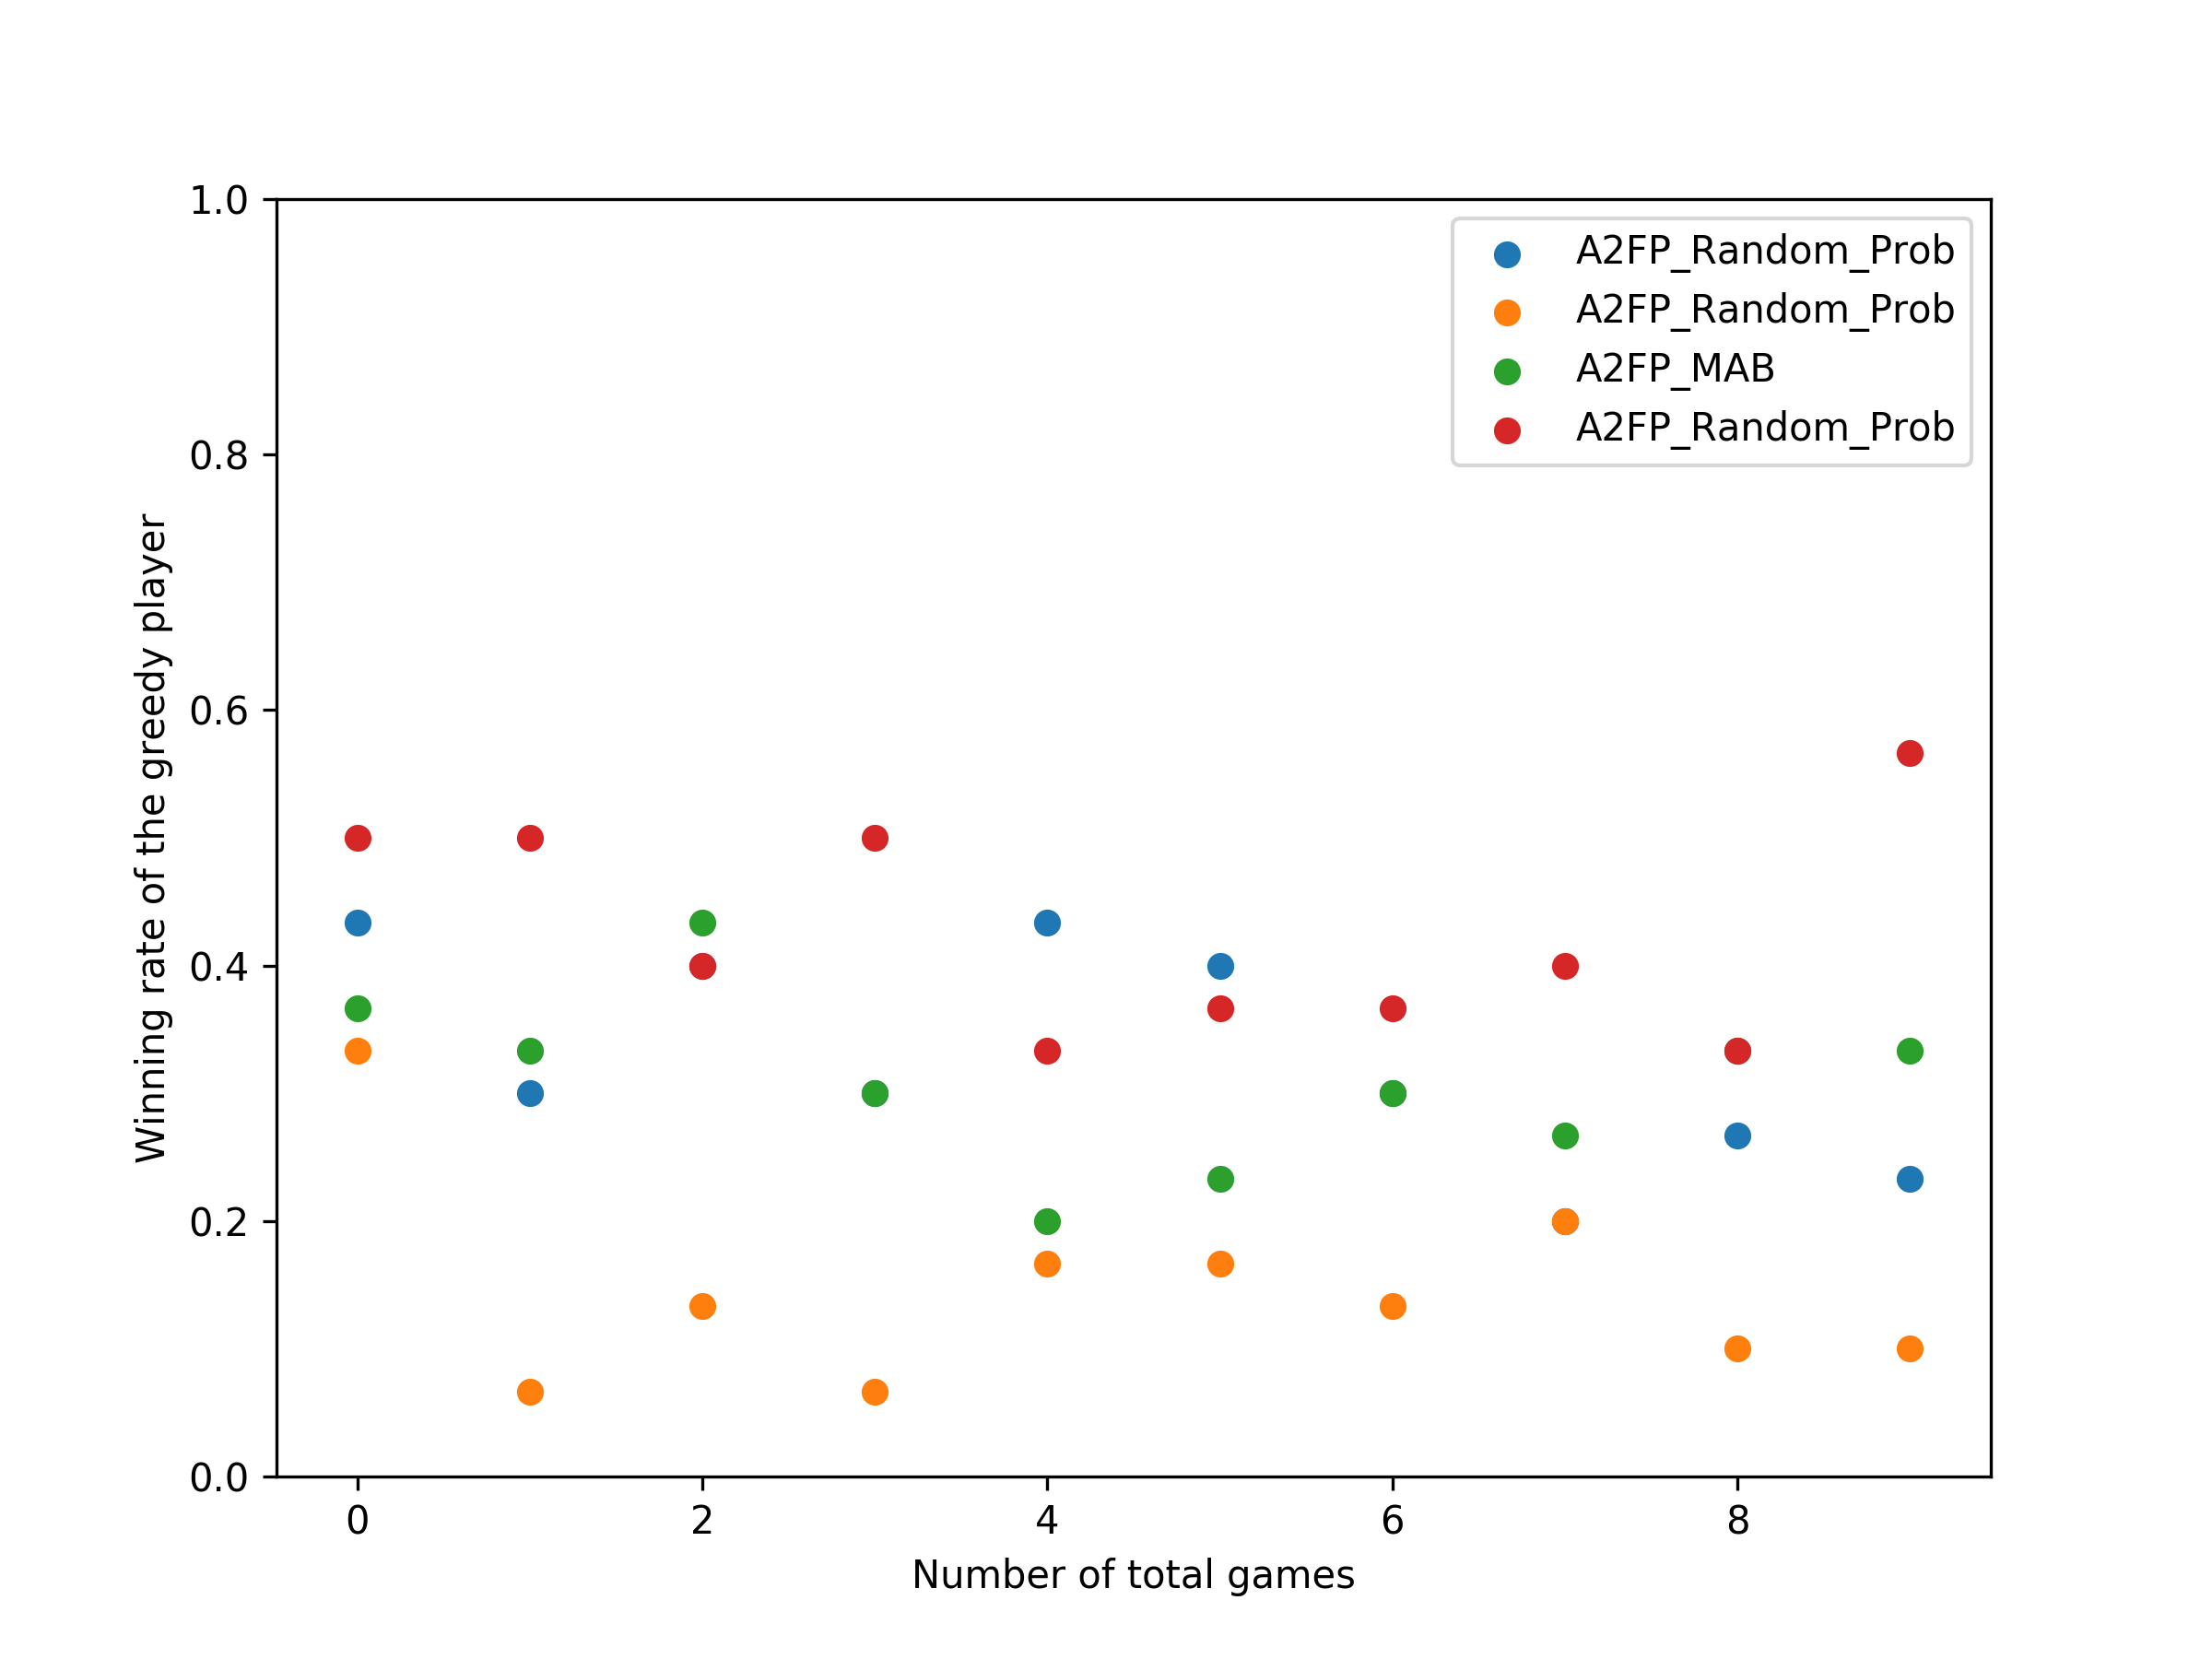 1.0
0.8
0.6
0.4
0.2
0.0
Winning rate of the greedy player
A2FP_Random_Prob
A2FP_Random_Prob
A2FP_MAB
A2FP_Random_Prob
0 2 4 6 8
Number of total games